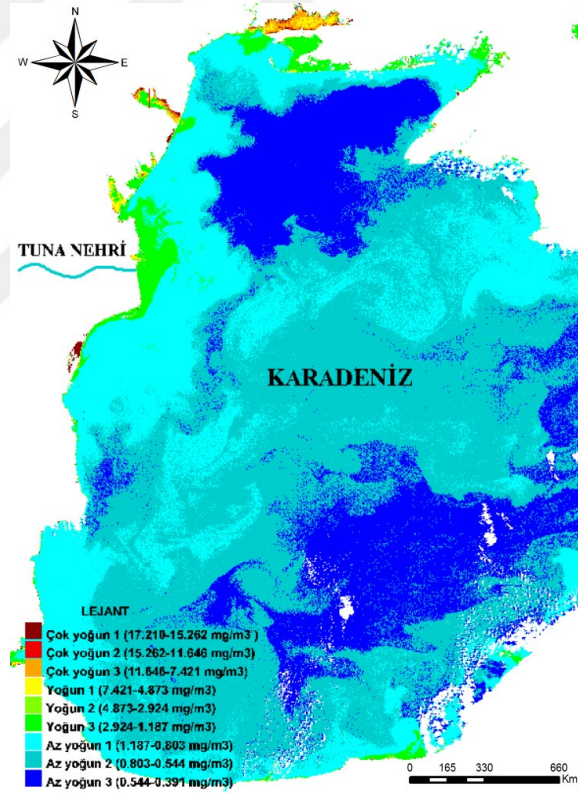 N
W E
S
TUNA NEHRİ
KARADENİZ
LEJANT
Çok yoğun 1 (17.218-15.262 mg/m3)
Çok yoğun 2 (15.262-11.646 mg/m3)
Çok yoğun 3 (11.646-7.421 mg/m3)
Yoğun 1 (7.421-4.873 mg/m3)
Yoğun 2 (4.873-2.924 mg/m3)
Yoğun 3 (2.924-1.187 mg/m3)
Az yoğun 1 (1.187-0.803 mg/m3)
Az yoğun 2 (0.803-0.544 mg/m3)
Az yoğun 3 (0.544-0.391 mg/m3)
0 165 330 660
Km